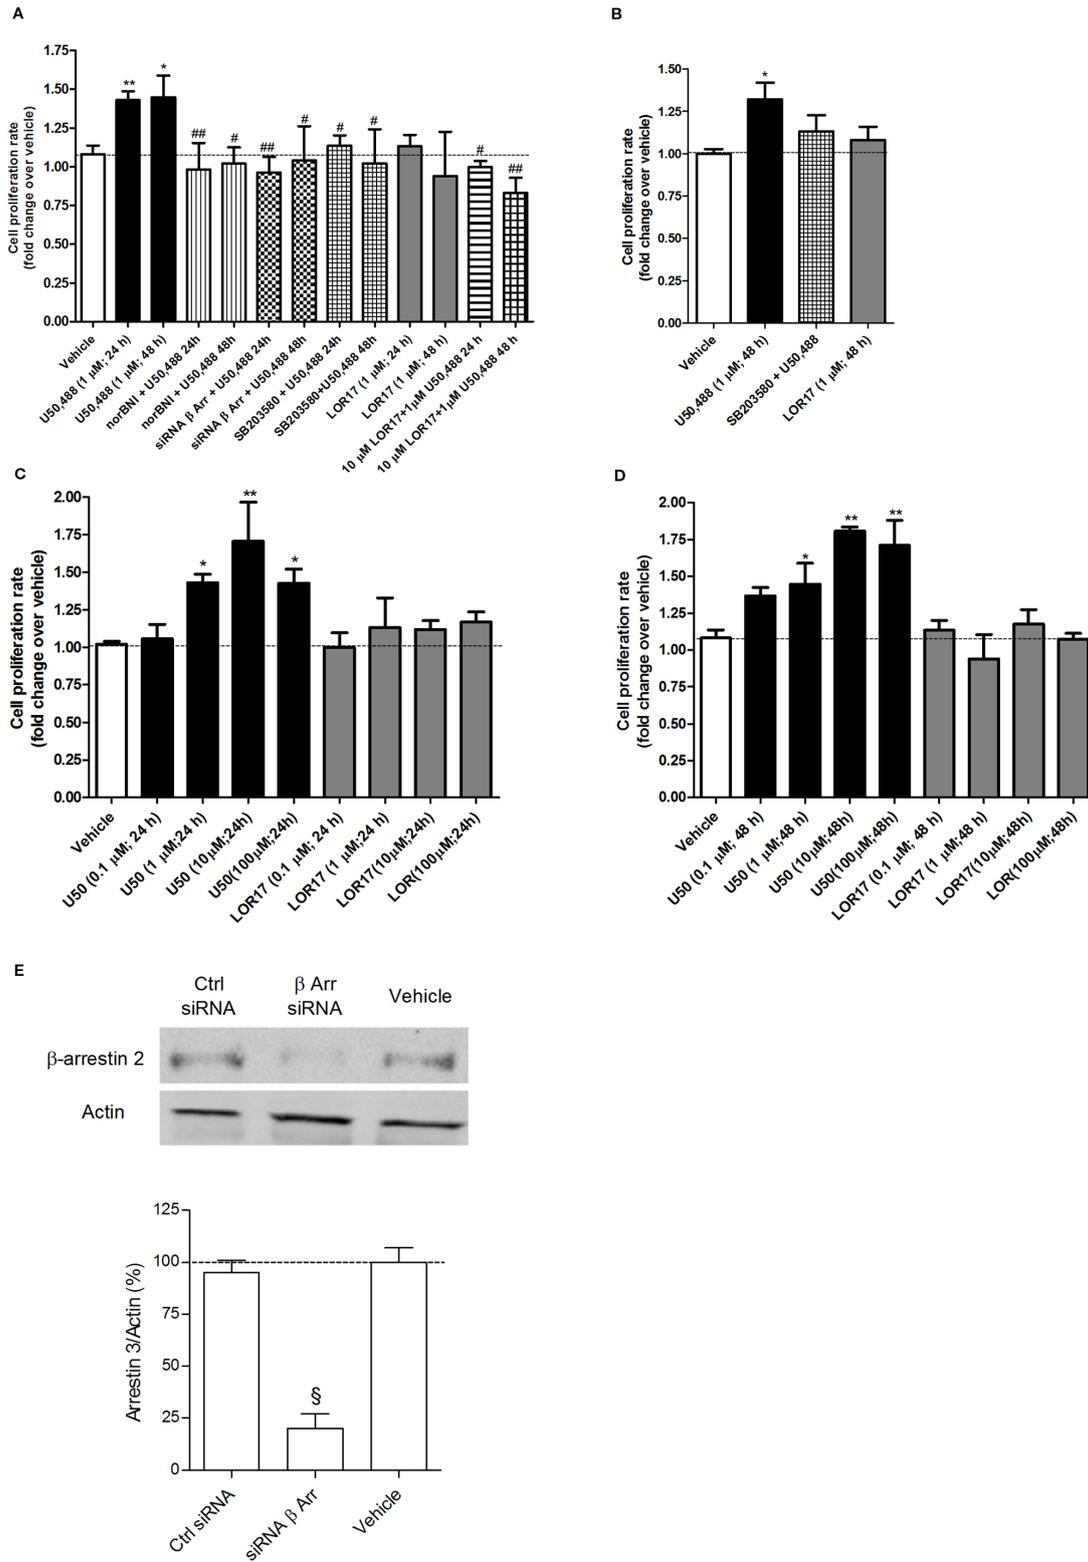 A
Cell proliferation rate
(fold change over vehicle)
1.75
1.50
1.25
1.00
0.75
0.50
0.25
0.00
**
*
##
#
##
#
#
#
#
##
Vehicle
U50,488 (1 µM; 24 h)
U50,488 (1 µM; 48 h)
norBNI + U50,488 24h
norBNI + U50,488 48h
siRNA β Arr + U50,488 24h
siRNA β Arr + U50,488 48h
SB203580 + U50,488 24h
SB203580+U50,488 48h
LOR17 (1 µM; 24 h)
LOR17 (1 µM; 48 h)
10 µM LOR17+1µM U50,488 24 h
10 µM LOR17+1µM U50,488 48 h
B
Cell proliferation rate
(fold change over vehicle)
1.50
1.25
1.00
0.75
0.50
0.25
0.00
*
Vehicle
U50,488 (1 µM; 48 h)
SB203580 + U50,488
LOR17 (1 µM; 48 h)
C
Cell proliferation rate
(fold change over vehicle)
2.00
1.75
1.50
1.25
1.00
0.75
0.50
0.25
0.00
*
**
*
Vehicle
U50 (0.1 µM; 24 h)
U50 (1 µM;24 h)
U50 (10µM;24h)
U50(100µM;24h)
LOR17 (0.1 µM; 24 h)
LOR17 (1 µM;24 h)
LOR17(10µM;24h)
LOR(100µM;24h)
D
Cell proliferation rate
(fold change over vehicle)
2.00
1.75
1.50
1.25
1.00
0.75
0.50
0.25
0.00
*
**
**
Vehicle
U50 (0.1 µM; 48 h)
U50 (1 µM;48 h)
U50 (10µM;48h)
U50(100µM;48h)
LOR17 (0.1 µM; 48 h)
LOR17 (1 µM;48 h)
LOR17(10µM;48h)
LOR(100µM;48h)
E
Ctrl
siRNA
β Arr
siRNA
Vehicle
β-arrestin 2
Actin
Arrestin 3/Actin (%)
125
100
75
50
25
0
§
Ctrl siRNA
siRNA β Arr
Vehicle